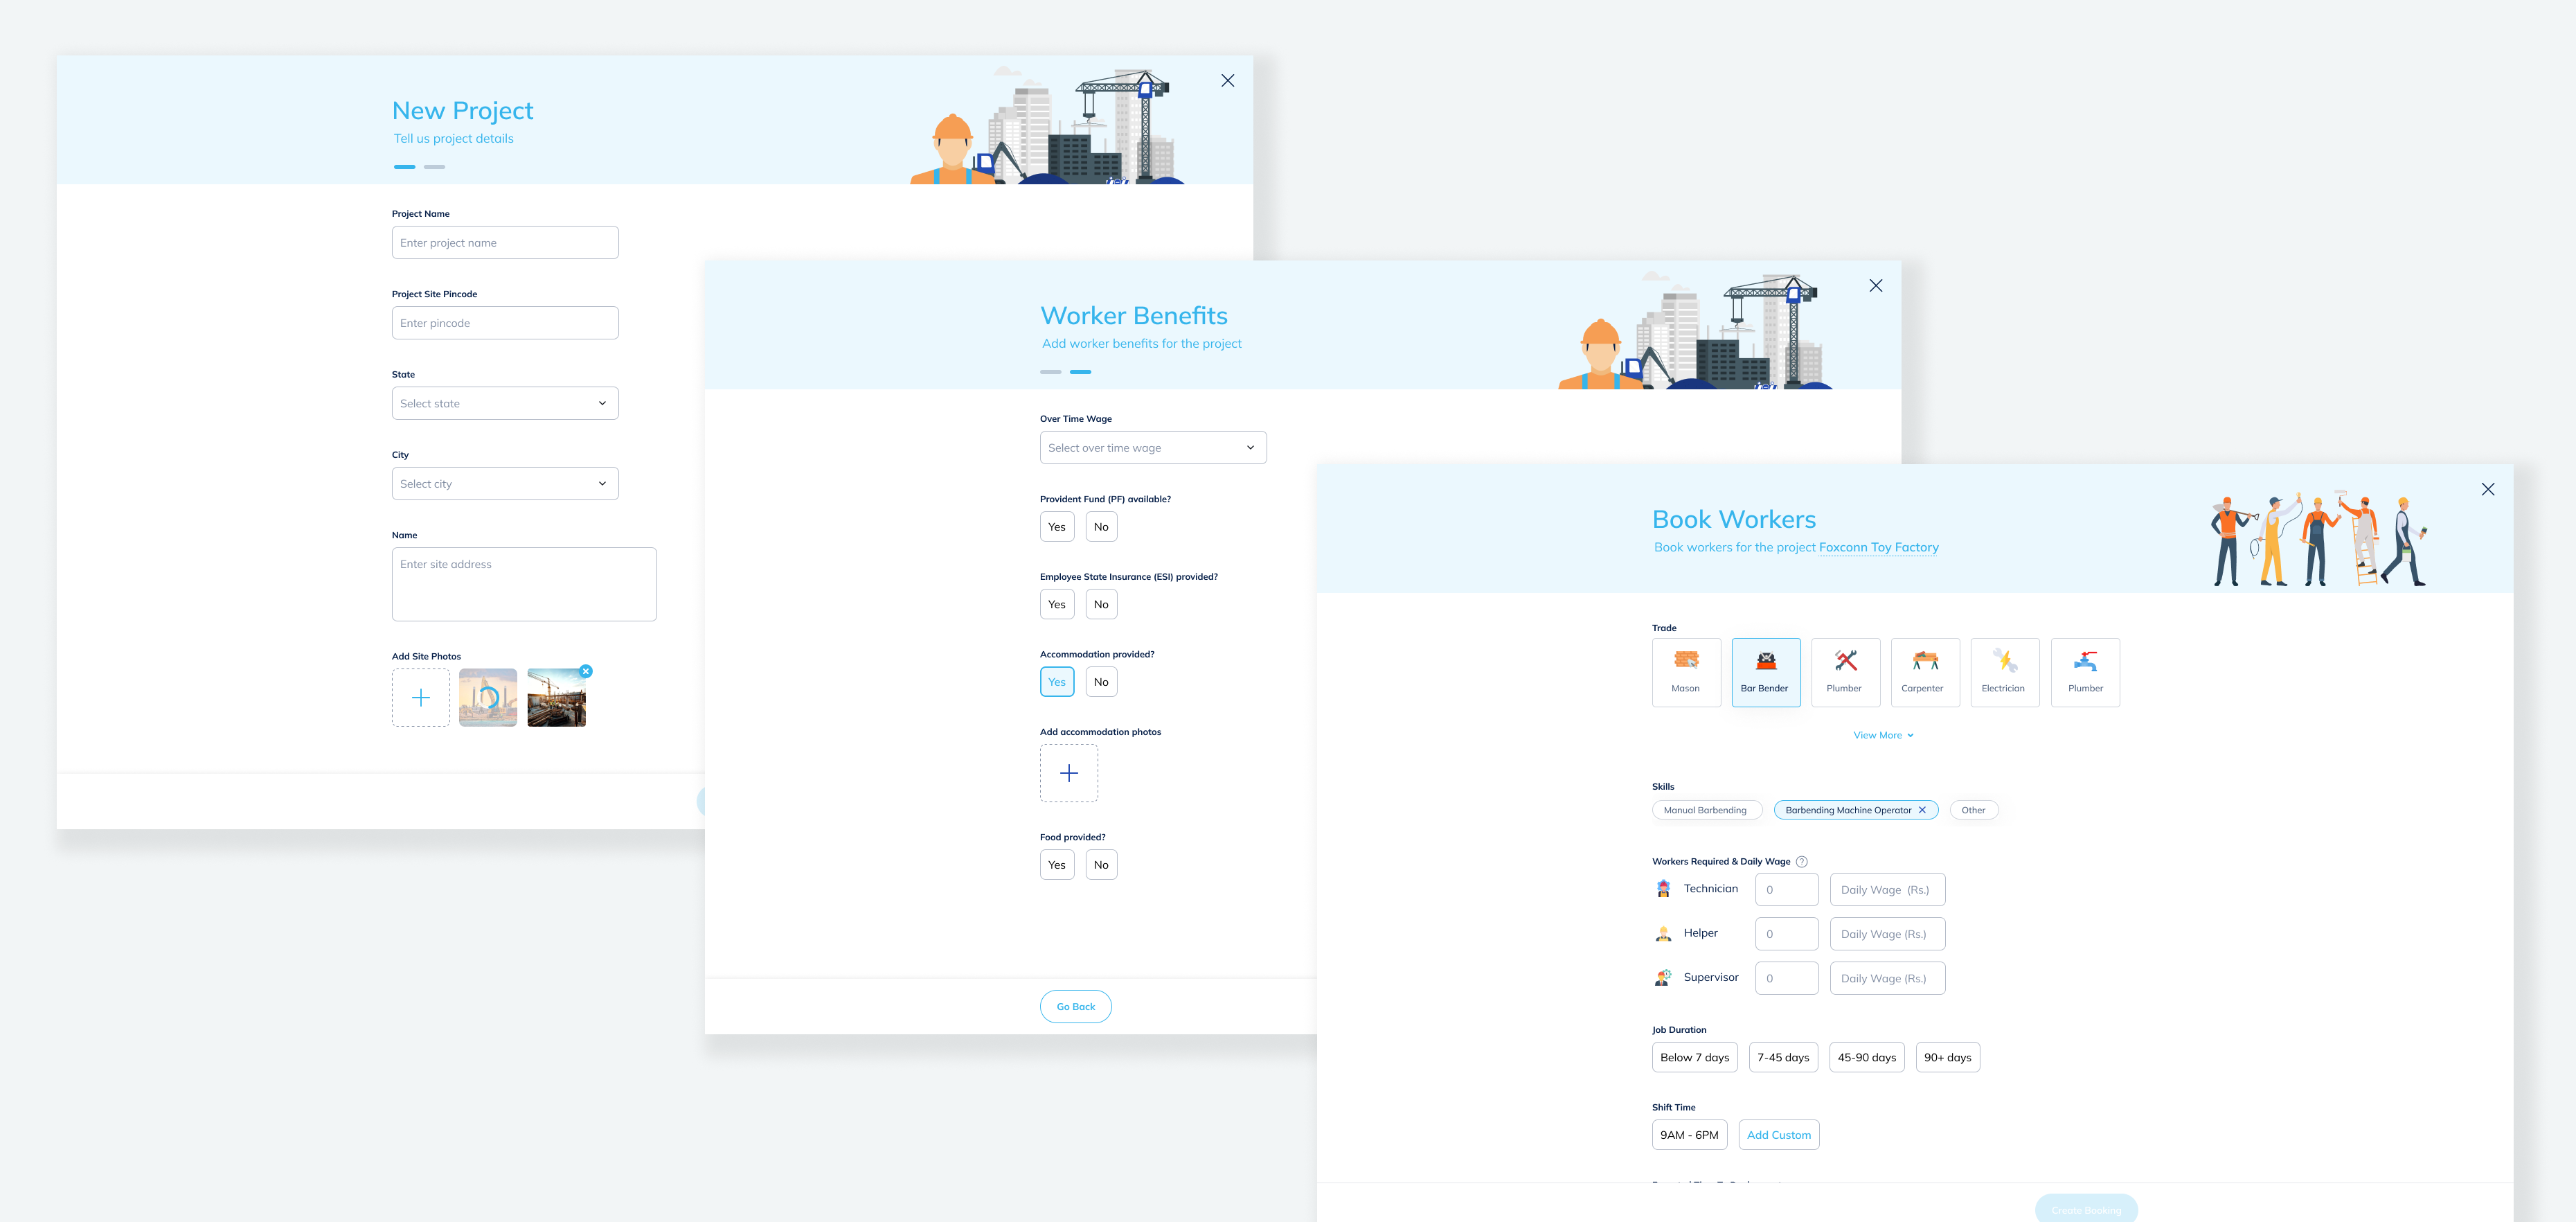 New Project
Tell us project details
Project Name
Enter project name
Project Site Pincode
Enter pincode
State
Select state
City
Select city
Name
Enter site address
Add Site Photos
Worker Benefits
Add worker benefits for the project
Over Time Wage
Select over time wage
Provident Fund (PF) available?
Yes No
Employee State Insurance (ESI) provided?
Yes No
Accommodation provided?
Yes No
Add accommodation photos
Food provided?
Yes No
Go Back
Book Workers
Book workers for the project Foxconn Toy Factory
Trade
Mason Bar Bender Plumber Carpenter Electrician Plumber
View More
Skills
Manual Barbending Barbending Machine Operator Other
Workers Required & Daily Wage ?
Technician 0 Daily Wage (Rs.)
Helper 0 Daily Wage (Rs.)
Supervisor 0 Daily Wage (Rs.)
Job Duration
Below 7 days 7-45 days 45-90 days 90+ days
Shift Time
9AM - 6PM Add Custom
Create Booking